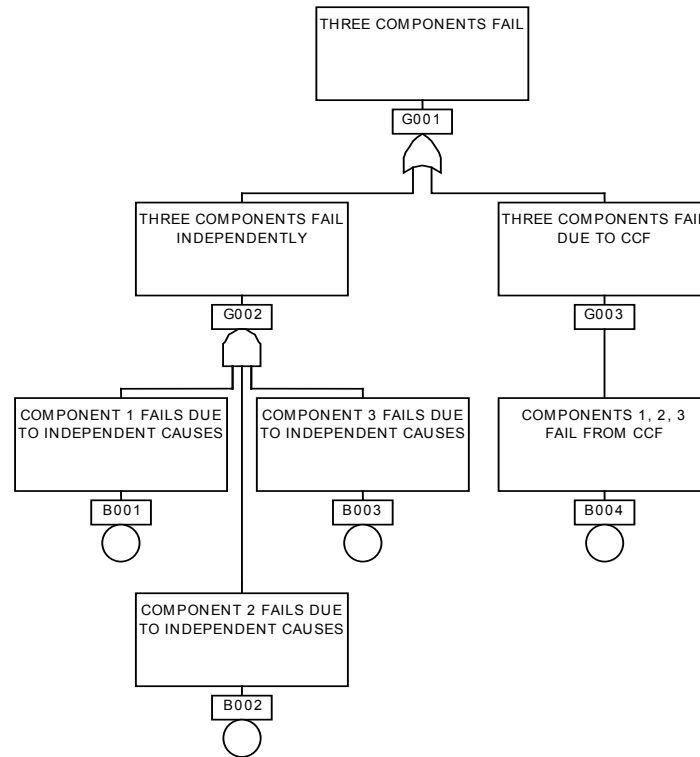 THREE COMPONENTS FAIL
G001
THREE COMPONENTS FAIL
INDEPENDENTLY
G002
THREE COMPONENTS FAIL
DUE TO CCF
G003
COMPONENT 1 FAILS DUE
TO INDEPENDENT CAUSES
B001
COMPONENT 3 FAILS DUE
TO INDEPENDENT CAUSES
B003
COMPONENTS 1, 2, 3
FAIL FROM CCF
B004
COMPONENT 2 FAILS DUE
TO INDEPENDENT CAUSES
B002